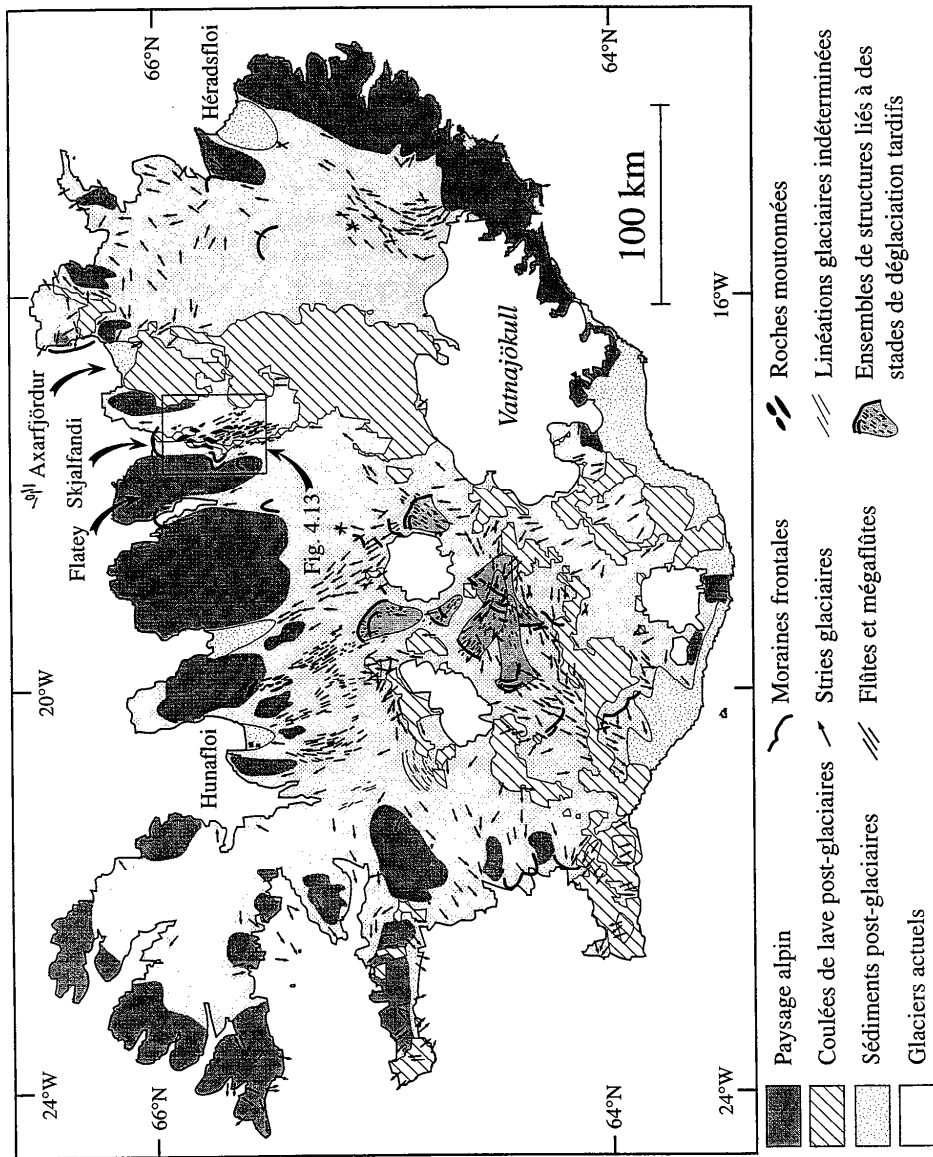 24°W
20°W
66°N
66°N
64°N
64°N
24°W
16°W
Hunafloi
Flatey
Skjalfandi
Axarfjördur
Héradsfloi
Fig. 4.13
Vatnajökull
100 km
Paysage alpin
Coulées de lave post-glaciaires
Sédiments post-glaciaires
Glaciers actuels
Moraines frontales
Stries glaciaires
Flûtes et mégaflûtes
Roches moutonnées
Linéations glaciaires indéterminées
Ensembles de structures liés à des
stades de déglaciation tardifs